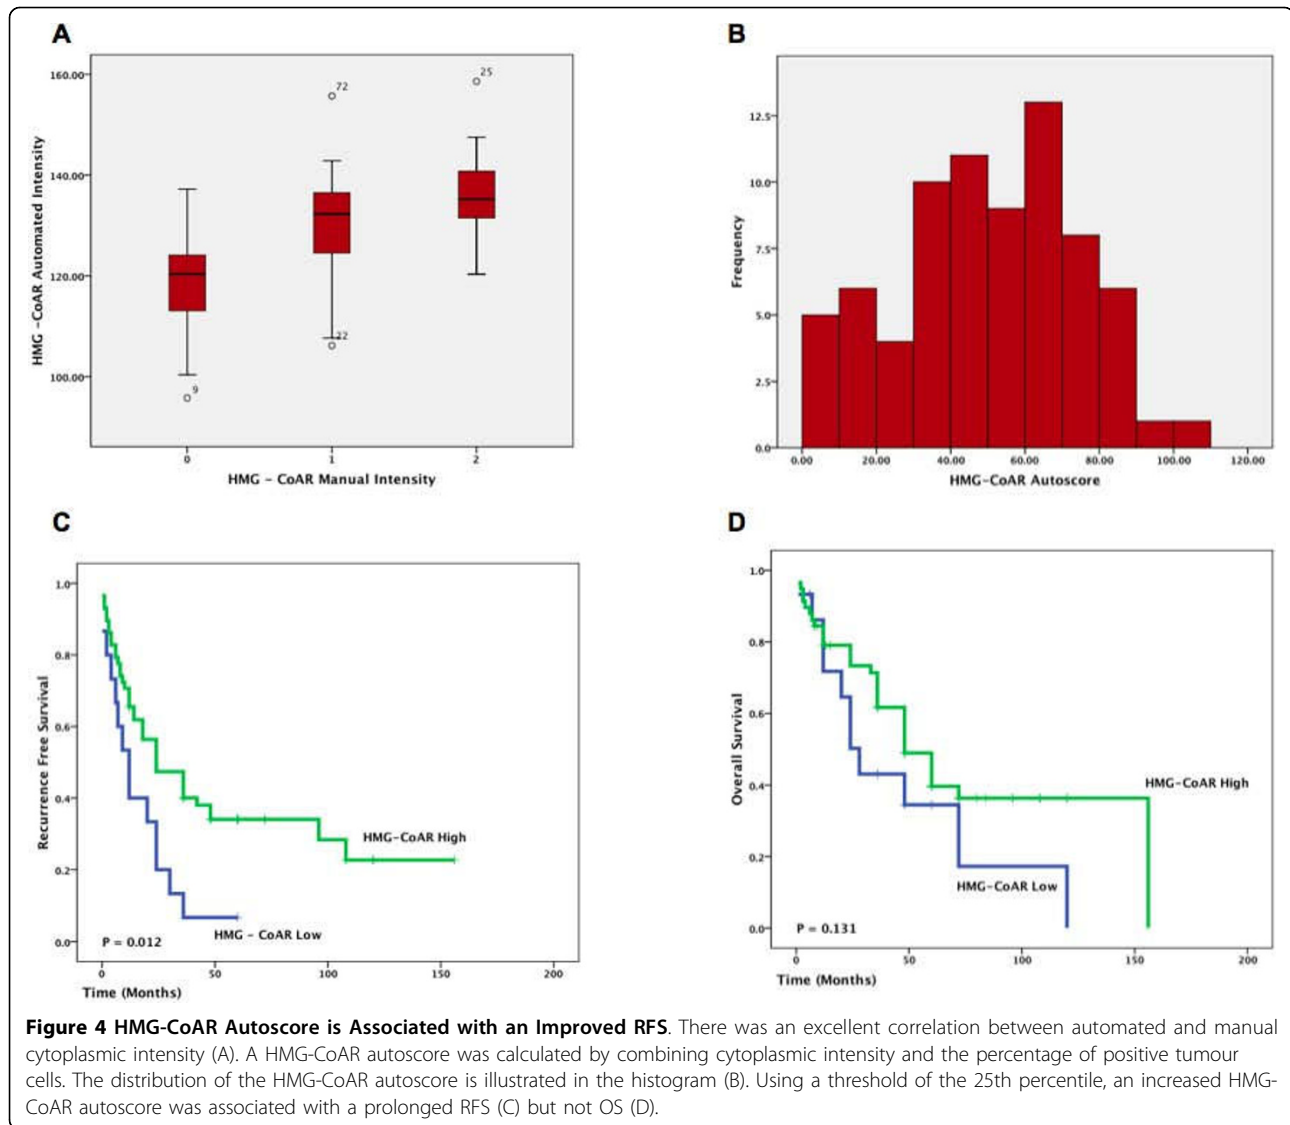 A
160.00
140.00
120.00
100.00
HMG -CoAR Automated Intensity
72
25
22
9
0
1
2
HMG - CoAR Manual Intensity
B
12.5
10.0
7.5
5.0
2.5
0.0
Frequency
0.00
20.00
40.00
60.00
80.00
100.00
120.00
HMG-CoAR Autoscore
C
1.0
0.8
0.6
0.4
0.2
0.0
Recurrence Free Survival
HMG-CoAR High
HMG - CoAR Low
P = 0.012
0
50
100
150
200
Time (Months)
D
1.0
0.8
0.6
0.4
0.2
0.0
Overall Survival
HMG-CoAR High
HMG-CoAR Low
P = 0.131
0
50
100
150
200
Time (Months)
Figure 4 HMG-CoAR Autoscore is Associated with an Improved RFS. There was an excellent correlation between automated and manual
cytoplasmic intensity (A). A HMG-CoAR autoscore was calculated by combining cytoplasmic intensity and the percentage of positive tumour
cells. The distribution of the HMG-CoAR autoscore is illustrated in the histogram (B). Using a threshold of the 25th percentile, an increased HMG-
CoAR autoscore was associated with a prolonged RFS (C) but not OS (D).